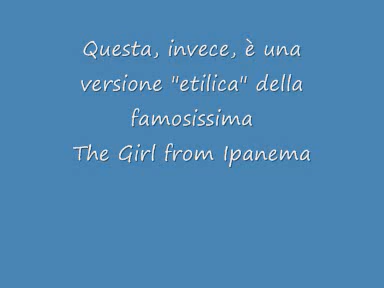 Questa, invece, è una
versione "etilica" della
famosissima
The Girl from Ipanema